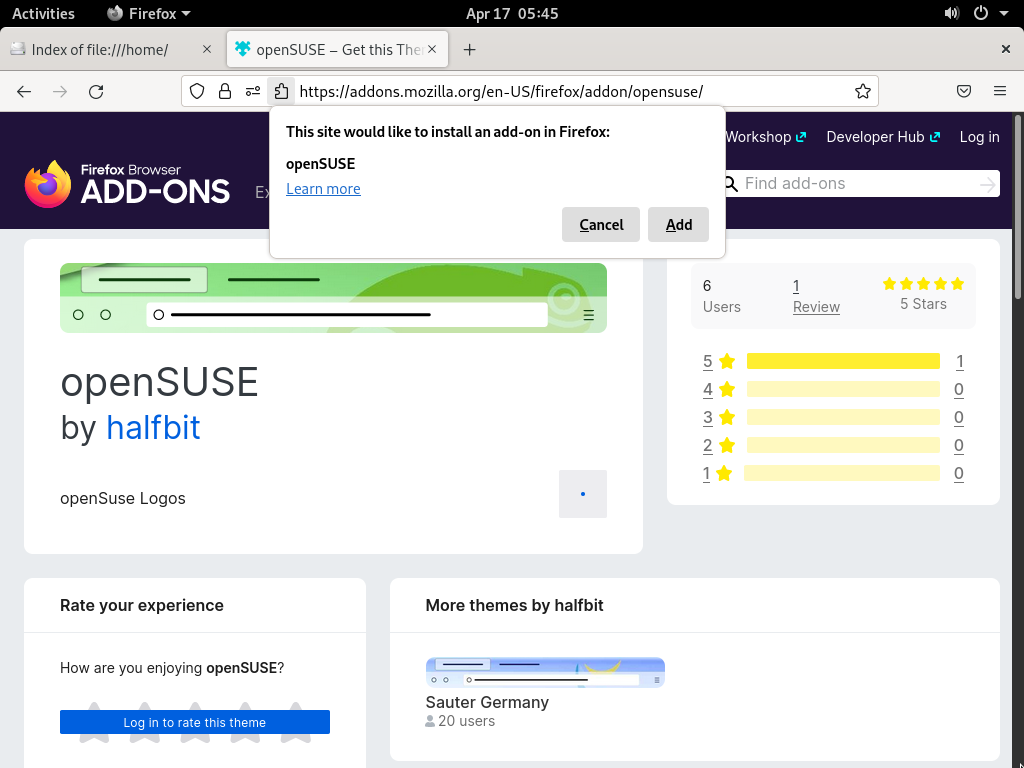 Activities
Firefox
Apr 17 05:45
Index of file:///home/
openSUSE – Get this The
https://addons.mozilla.org/en-US/firefox/addon/opensuse/
This site would like to install an add-on in Firefox:
openSUSE
Learn more
Cancel
Add
Workshop
Developer Hub
Log in
Firefox Browser
ADD-ONS
Ex
Find add-ons
6
Users
1
Review
5 Stars
5 1
4 0
3 0
2 0
1 0
openSUSE
by halfbit
openSuse Logos
Rate your experience
How are you enjoying openSUSE?
Log in to rate this theme
More themes by halfbit
Sauter Germany
20 users